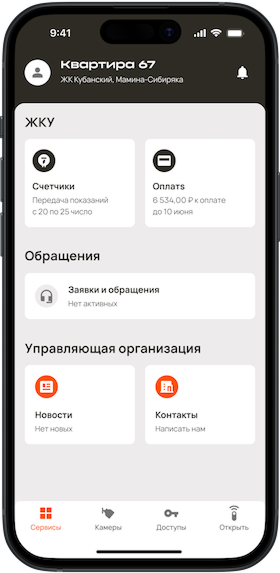 9:41
Квартира 67
ЖК Кубанский, Мамина-Сибиряка
ЖКУ
Счетчики
Передача показаний
с 20 по 25 число
Оплатs
6 534,00 ₽ к оплате
до 10 июня
Обращения
Заявки и обращения
Нет активных
Управляющая организация
Новости
Нет новых
Контакты
Написать нам
Сервисы
Камеры
Доступы
Открыть